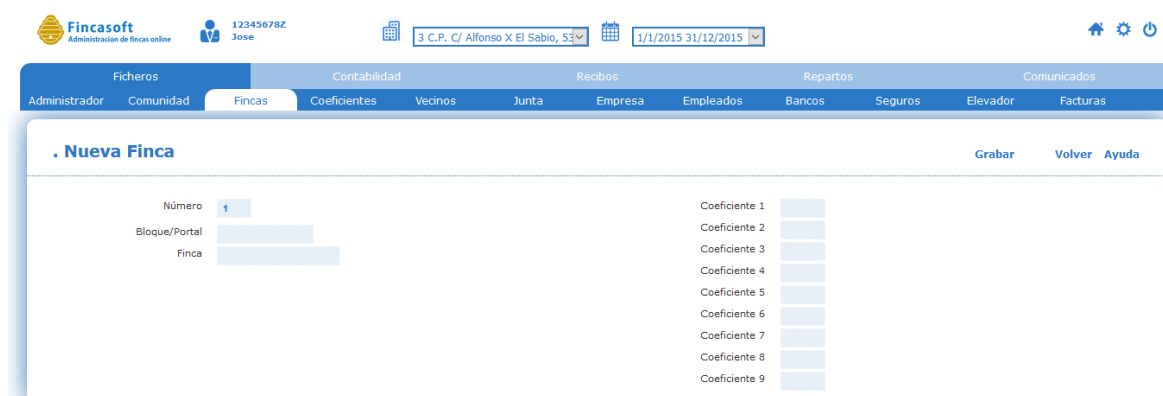 Fincasoft
Administracion de fincas online
12345678Z
Jose
3 C.P. C/ Alfonso X El Sabio, 53
1/1/2015 31/12/2015
Ficheros Contabilidad Recibos Repartos Comunicados
Administrador Comunidad Fincas Coeficientes Vecinos Junta Empresa Empleados Bancos Seguros Elevador Facturas
. Nueva Finca
Grabar Volver Ayuda
Número 1
Bloque/Portal
Finca
Coeficiente 1
Coeficiente 2
Coeficiente 3
Coeficiente 4
Coeficiente 5
Coeficiente 6
Coeficiente 7
Coeficiente 8
Coeficiente 9